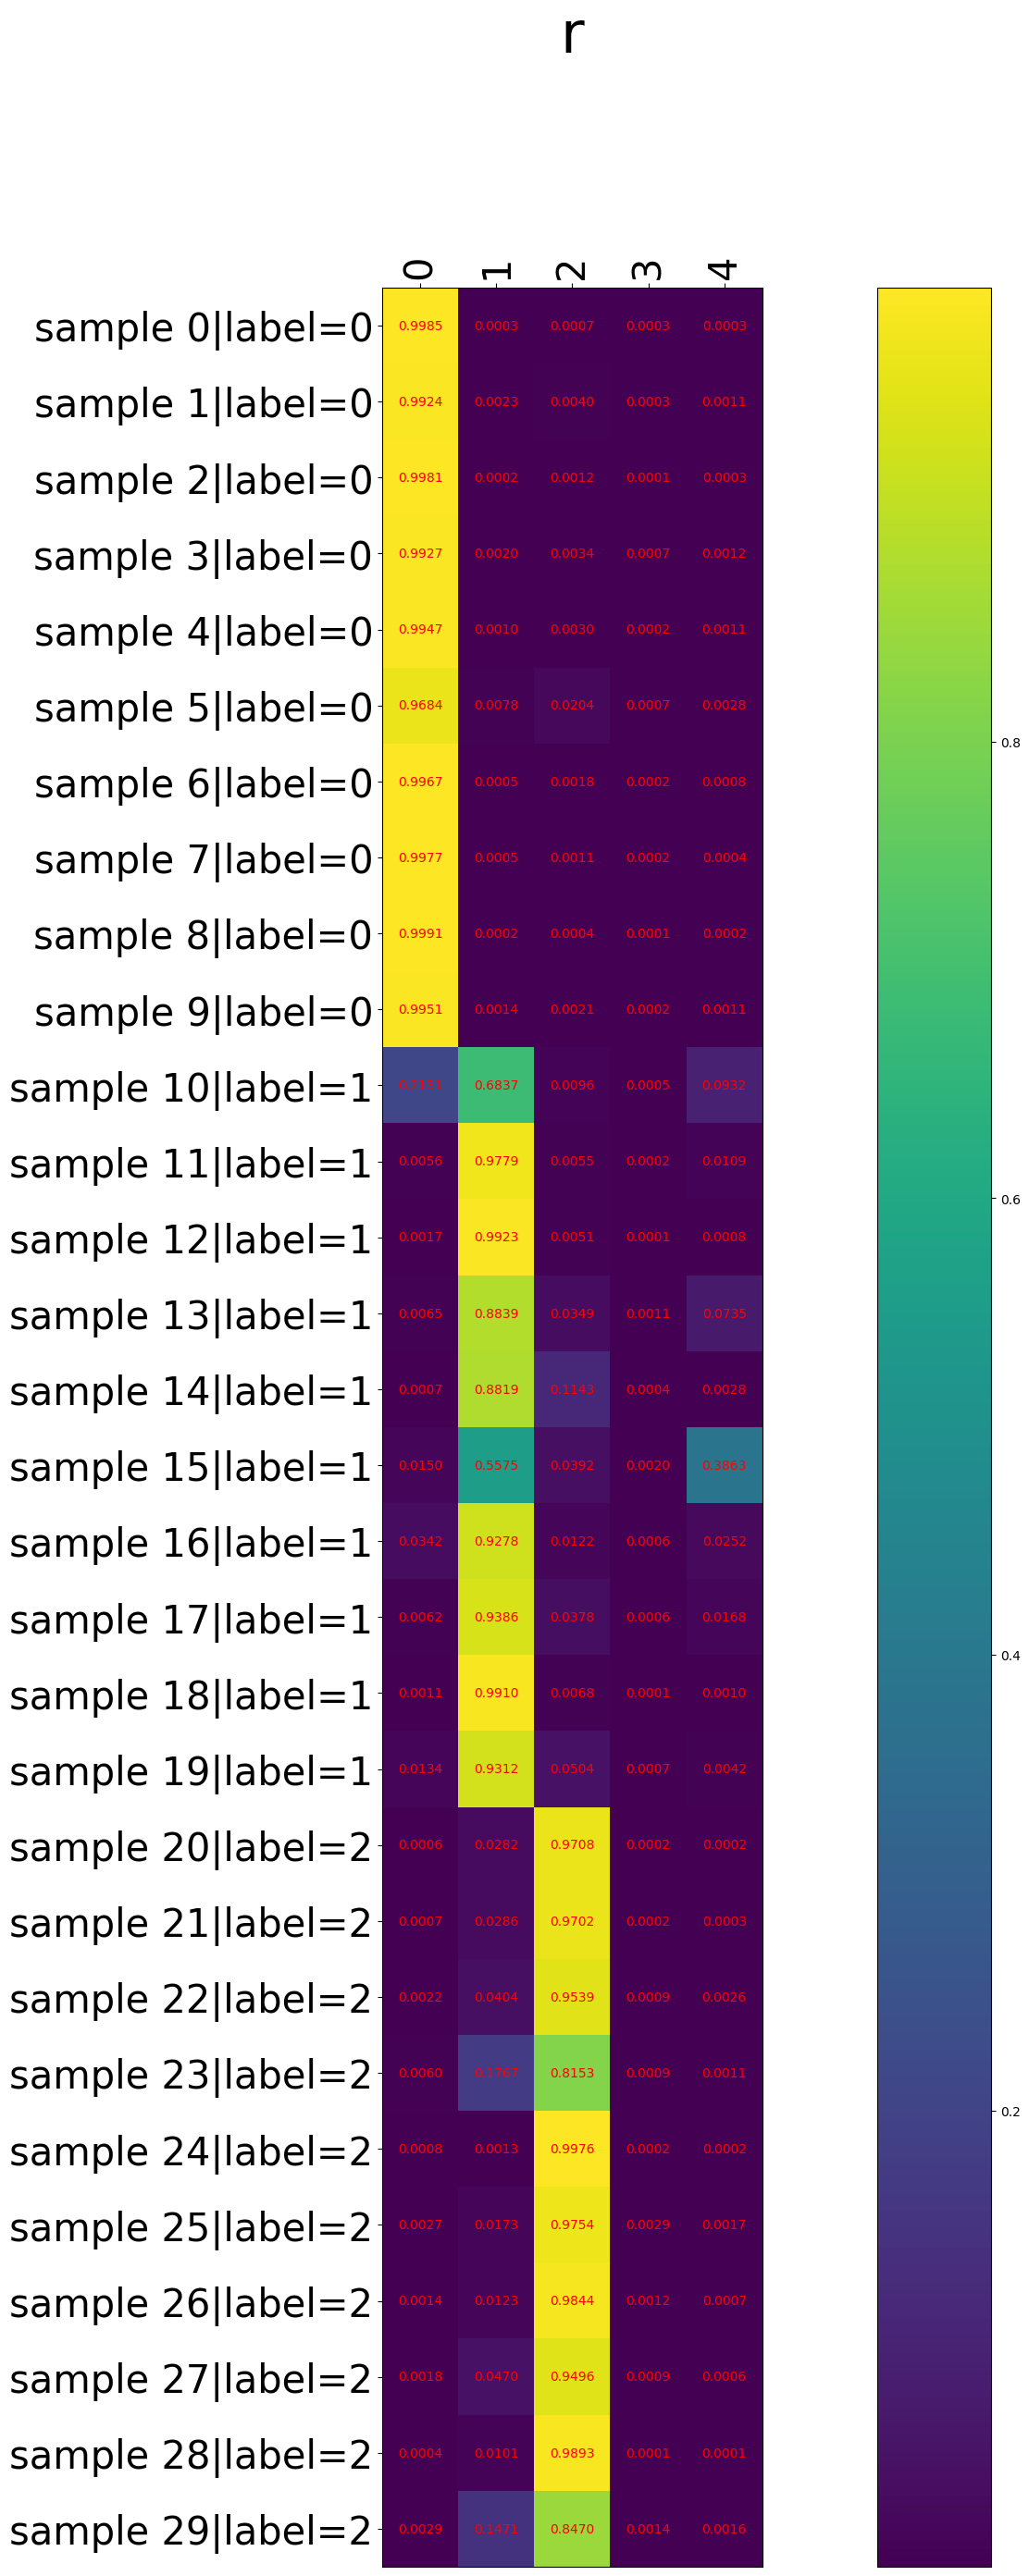 r
0 1 2 3 4
sample 0|label=0 0.9985 0.0003 0.0007 0.0003 0.0003
sample 1|label=0 0.9924 0.0023 0.0040 0.0003 0.0011
sample 2|label=0 0.9981 0.0002 0.0012 0.0001 0.0003
sample 3|label=0 0.9927 0.0020 0.0034 0.0007 0.0012
sample 4|label=0 0.9947 0.0010 0.0030 0.0002 0.0011
sample 5|label=0 0.9684 0.0078 0.0204 0.0007 0.0028
0.8
sample 6|label=0 0.9967 0.0005 0.0018 0.0002 0.0008
sample 7|label=0 0.9977 0.0005 0.0011 0.0002 0.0004
sample 8|label=0 0.9991 0.0002 0.0004 0.0001 0.0002
sample 9|label=0 0.9951 0.0014 0.0021 0.0002 0.0011
sample 10|label=1 0.2131 0.6837 0.0096 0.0005 0.0932
sample 11|label=1 0.0056 0.9779 0.0055 0.0002 0.0109
0.6
sample 12|label=1 0.0017 0.9923 0.0051 0.0001 0.0008
sample 13|label=1 0.0065 0.8839 0.0349 0.0011 0.0735
sample 14|label=1 0.0007 0.8819 0.1143 0.0004 0.0028
sample 15|label=1 0.0150 0.5575 0.0392 0.0020 0.3863
sample 16|label=1 0.0342 0.9278 0.0122 0.0006 0.0252
sample 17|label=1 0.0062 0.9386 0.0378 0.0006 0.0168
0.4
sample 18|label=1 0.0011 0.9910 0.0068 0.0001 0.0010
sample 19|label=1 0.0134 0.9312 0.0504 0.0007 0.0042
sample 20|label=2 0.0006 0.0282 0.9708 0.0002 0.0002
sample 21|label=2 0.0007 0.0286 0.9702 0.0002 0.0003
sample 22|label=2 0.0022 0.0404 0.9539 0.0009 0.0026
sample 23|label=2 0.0060 0.1767 0.8153 0.0009 0.0011
0.2
sample 24|label=2 0.0008 0.0013 0.9976 0.0002 0.0002
sample 25|label=2 0.0027 0.0173 0.9754 0.0029 0.0017
sample 26|label=2 0.0014 0.0123 0.9844 0.0012 0.0007
sample 27|label=2 0.0018 0.0470 0.9496 0.0009 0.0006
sample 28|label=2 0.0004 0.0101 0.9893 0.0001 0.0001
sample 29|label=2 0.0029 0.1471 0.8470 0.0014 0.0016